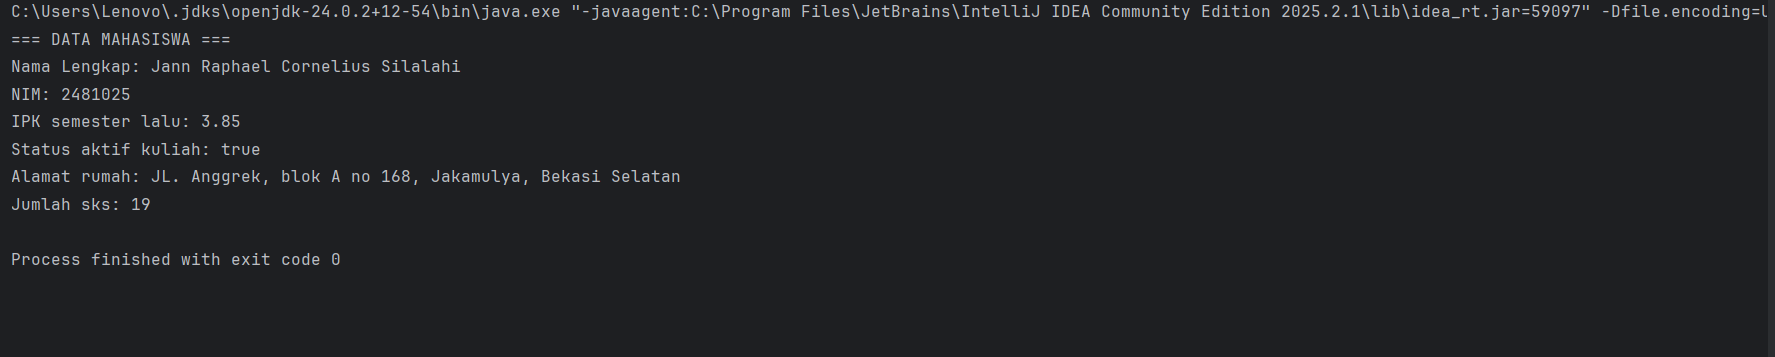 C:\Users\Lenovo\.jdks\openjdk-24.0.2+12-54\bin\java.exe "-javaagent:C:\Program Files\JetBrains\IntelliJ IDEA Community Edition 2025.2.1\lib\idea_rt.jar=59097" -Dfile.encoding=U
=== DATA MAHASISWA ===
Nama Lengkap: Jann Raphael Cornelius Silalahi
NIM: 2481025
IPK semester lalu: 3.85
Status aktif kuliah: true
Alamat rumah: JL. Anggrek, blok A no 168, Jakamulya, Bekasi Selatan
Jumlah sks: 19
Process finished with exit code 0